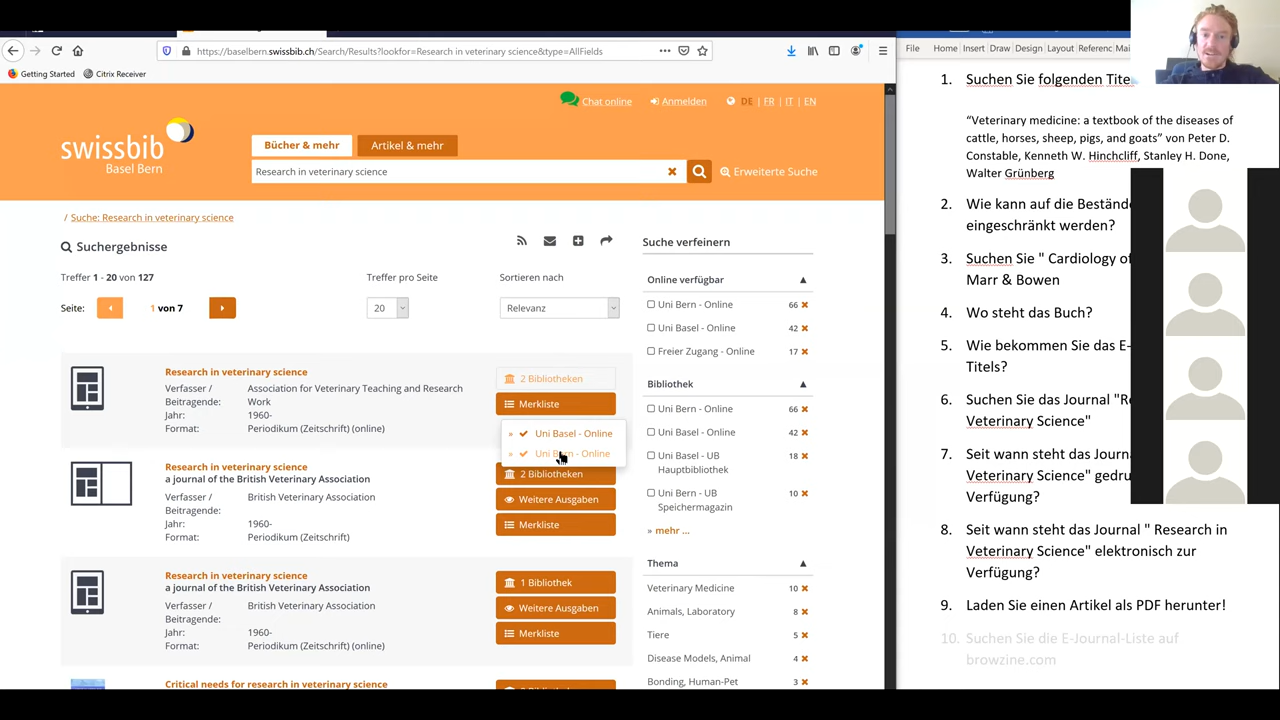 https://baselbern.swissbib.ch/Search/Results?lookfor=Research in veterinary science&type=AllFields
Getting Started
Citrix Receiver
Chat online
Anmelden
DE | FR | IT | EN
swissbib
Basel Bern
Bücher & mehr
Artikel & mehr
Research in veterinary science
Erweiterte Suche
/ Suche: Research in veterinary science
Suchergebnisse
Treffer 1 - 20 von 127
Treffer pro Seite
Sortieren nach
Seite:
1 von 7
20
Relevanz
Research in veterinary science
Verfasser / Association for Veterinary Teaching and Research
Beitragende: Work
Jahr: 1960-
Format: Periodikum (Zeitschrift) (online)
2 Bibliotheken
Merkliste
» Uni Basel - Online
» Uni Bern - Online
Research in veterinary science
a journal of the British Veterinary Association
Verfasser / British Veterinary Association
Beitragende:
Jahr: 1960-
Format: Periodikum (Zeitschrift)
2 Bibliotheken
Weitere Ausgaben
Merkliste
Research in veterinary science
a journal of the British Veterinary Association
Verfasser / British Veterinary Association
Beitragende:
Jahr: 1960-
Format: Periodikum (Zeitschrift) (online)
1 Bibliothek
Weitere Ausgaben
Merkliste
Critical needs for research in veterinary science
Suche verfeinern
Online verfügbar
Uni Bern - Online 66
Uni Basel - Online 42
Freier Zugang - Online 17
Bibliothek
Uni Bern - Online 66
Uni Basel - Online 42
Uni Basel - UB 18
Hauptbibliothek
Uni Bern - UB 10
Speichermagazin
» mehr ...
Thema
Veterinary Medicine 10
Animals, Laboratory 8
Tiere 5
Disease Models, Animal 4
Bonding, Human-Pet 3
File Home Insert Draw Design Layout Referenc Mai
1. Suchen Sie folgenden Tite
"Veterinary medicine: a textbook of the diseases of
cattle, horses, sheep, pigs, and goats" von Peter D.
Constable, Kenneth W. Hinchcliff, Stanley H. Done,
Walter Grünberg
2. Wie kann auf die Bestände
eingeschränkt werden?
3. Suchen Sie " Cardiology of
Marr & Bowen
4. Wo steht das Buch?
5. Wie bekommen Sie das E-
Titels?
6. Suchen Sie das Journal "R
Veterinary Science"
7. Seit wann steht das Journ
Veterinary Science" gedru
Verfügung?
8. Seit wann steht das Journal " Research in
Veterinary Science" elektronisch zur
Verfügung?
9. Laden Sie einen Artikel als PDF herunter!
10. Suchen Sie die E-Journal-Liste auf
browzine.com